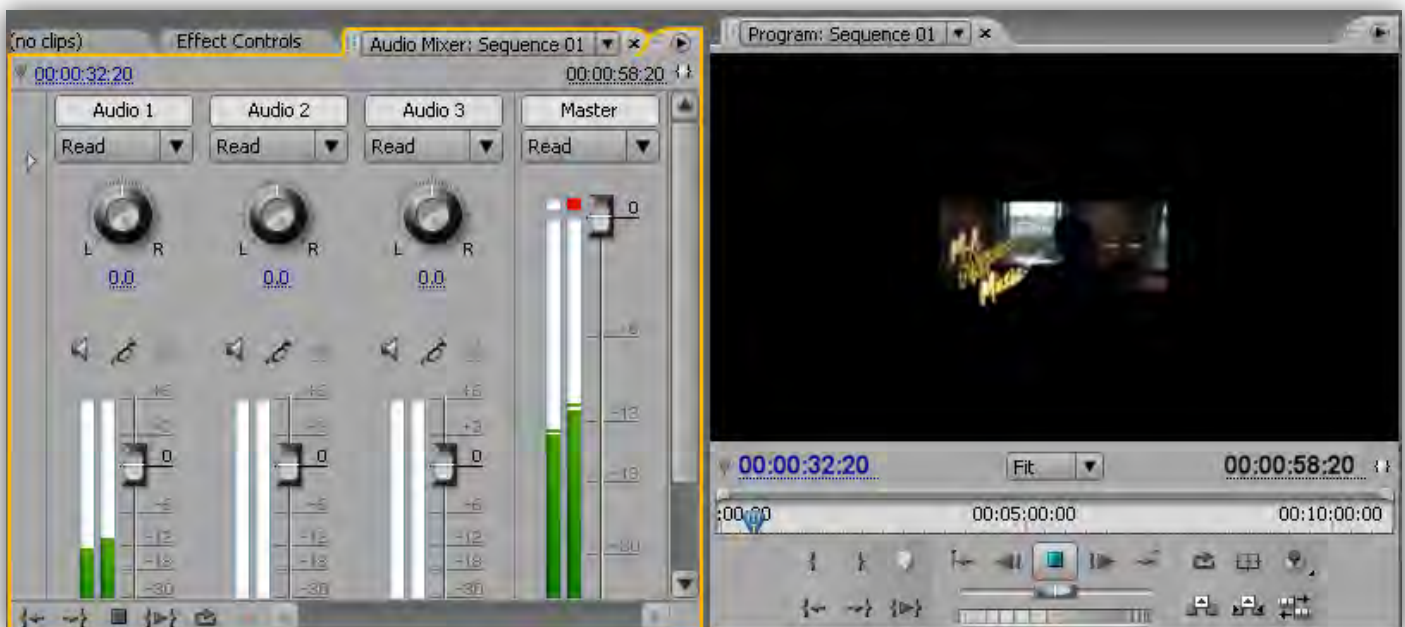 (no clips) Effect Controls Audio Mixer: Sequence 01
00:00:32:20 00:00:58:20
Audio 1 Audio 2 Audio 3 Master
Read Read Read Read
L R L R L R
0.0 0.0 0.0
0
-6
-13
-18
-30
+6 +6 +6
+2 +2
0 0 0
-6 -6 -6
-12 -12 -12
-18 -18 -18
-30 -30 -30
Program: Sequence 01
Music
00:00:32:20 Fit 00:00:58:20
:00:00 00:05:00:00 00:10:00:00